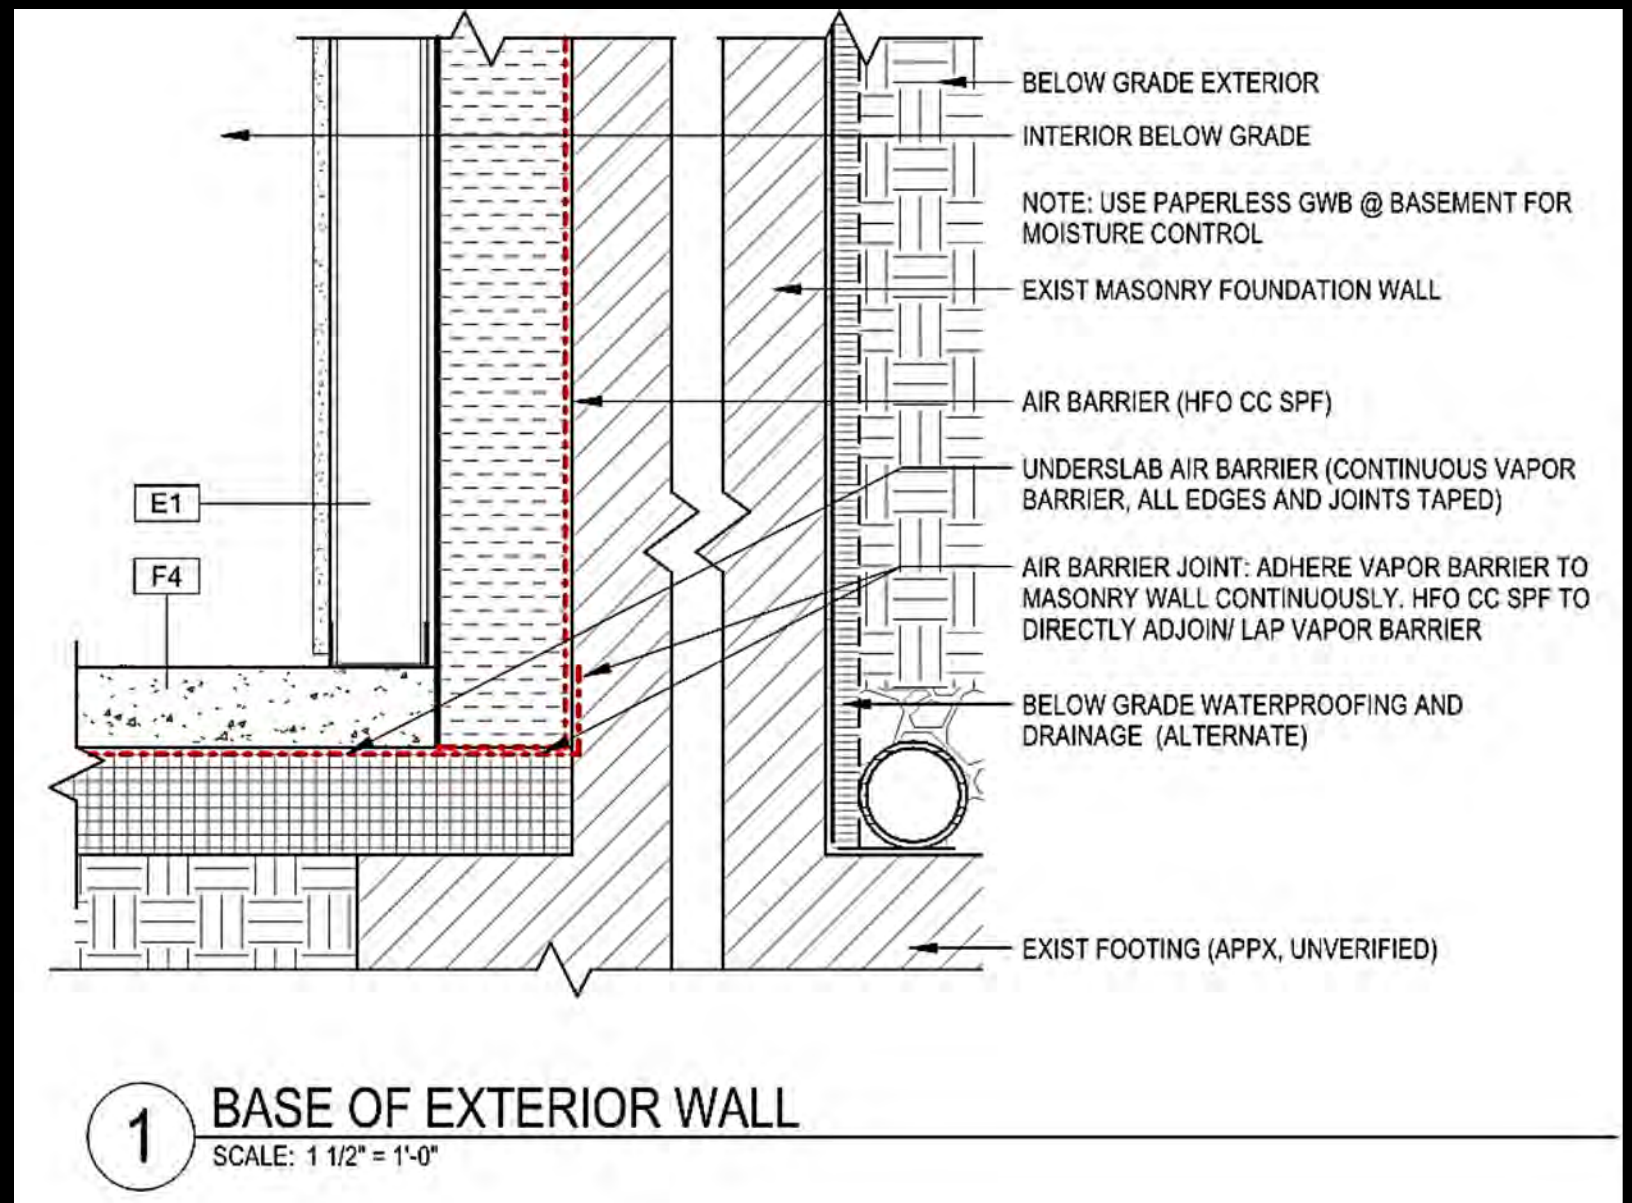 BELOW GRADE EXTERIOR
INTERIOR BELOW GRADE
NOTE: USE PAPERLESS GWB @ BASEMENT FOR
MOISTURE CONTROL
EXIST MASONRY FOUNDATION WALL
AIR BARRIER (HFO CC SPF)
UNDERSLAB AIR BARRIER (CONTINUOUS VAPOR
BARRIER, ALL EDGES AND JOINTS TAPED)
E1
F4
AIR BARRIER JOINT: ADHERE VAPOR BARRIER TO
MASONRY WALL CONTINUOUSLY. HFO CC SPF TO
DIRECTLY ADJOIN/ LAP VAPOR BARRIER
BELOW GRADE WATERPROOFING AND
DRAINAGE (ALTERNATE)
EXIST FOOTING (APPX, UNVERIFIED)
1
BASE OF EXTERIOR WALL
SCALE: 1 1/2" = 1'-0"